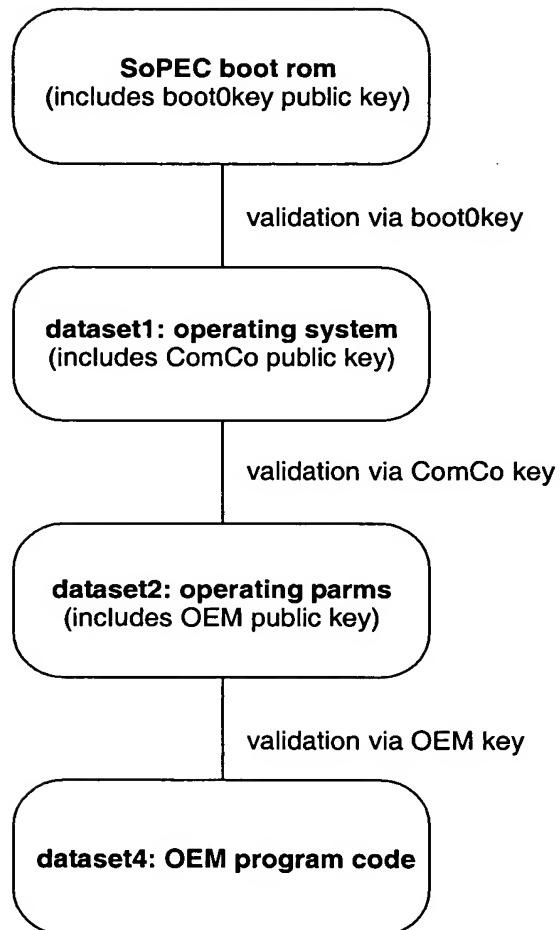 SoPEC boot rom
(includes boot0key public key)
validation via boot0key
dataset1: operating system
(includes ComCo public key)
validation via ComCo key
dataset2: operating parms
(includes OEM public key)
validation via OEM key
dataset4: OEM program code